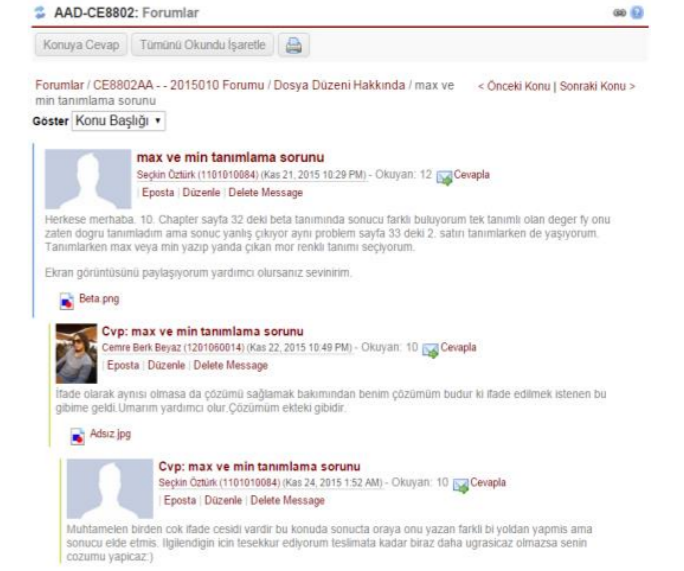 AAD-CE8802: Forumlar
Konuya Cevap Tümünü Okundu İşaretle
Forumlar / CE8802AA - - 2015010 Forumu / Dosya Düzeni Hakkında / max ve < Önceki Konu | Sonraki Konu >
min tanımlama sorunu
Göster Konu Başlığı
max ve min tanımlama sorunu
Seçkin Öztürk (1101010084) (Kas 21, 2015 10:29 PM) - Okuyan: 12 Cevapla
| Eposta | Düzenle | Delete Message
Herkese merhaba. 10. Chapter sayfa 32 deki beta tanımında sonucu farklı buluyorum tek tanımlı olan deger fy onu
zaten dogru tanımladım ama sonuc yanlış çıkıyor aynı problem sayfa 33 deki 2. satırı tanımlarken de yaşıyorum.
Tanımlarken max veya min yazıp yanda çıkan mor renkli tanımı seçiyorum.
Ekran görüntüsünü paylaşıyorum yardımcı olursanız sevinirim.
Beta.png
Cvp: max ve min tanımlama sorunu
Cemre Berk Beyaz (1201060014) (Kas 22, 2015 10:49 PM) - Okuyan: 10 Cevapla
| Eposta | Düzenle | Delete Message
İfade olarak aynısı olmasa da çözümü sağlamak bakımından benim çözümüm budur ki ifade edilmek istenen bu
gibime geldi.Umarım yardımcı olur.Çözümüm ekteki gibidir.
Adsız.jpg
Cvp: max ve min tanımlama sorunu
Seçkin Öztürk (1101010084) (Kas 24, 2015 1:52 AM) - Okuyan: 10 Cevapla
| Eposta | Düzenle | Delete Message
Muhtamelen birden cok ifade cesidi vardir bu konuda sonucta oraya onu yazan farkli bi yoldan yapmis ama
sonucu elde etmis. Ilgilendigin icin tesekkur ediyorum teslimata kadar biraz daha ugrasicaz olmazsa senin
cozumu yapicaz:)